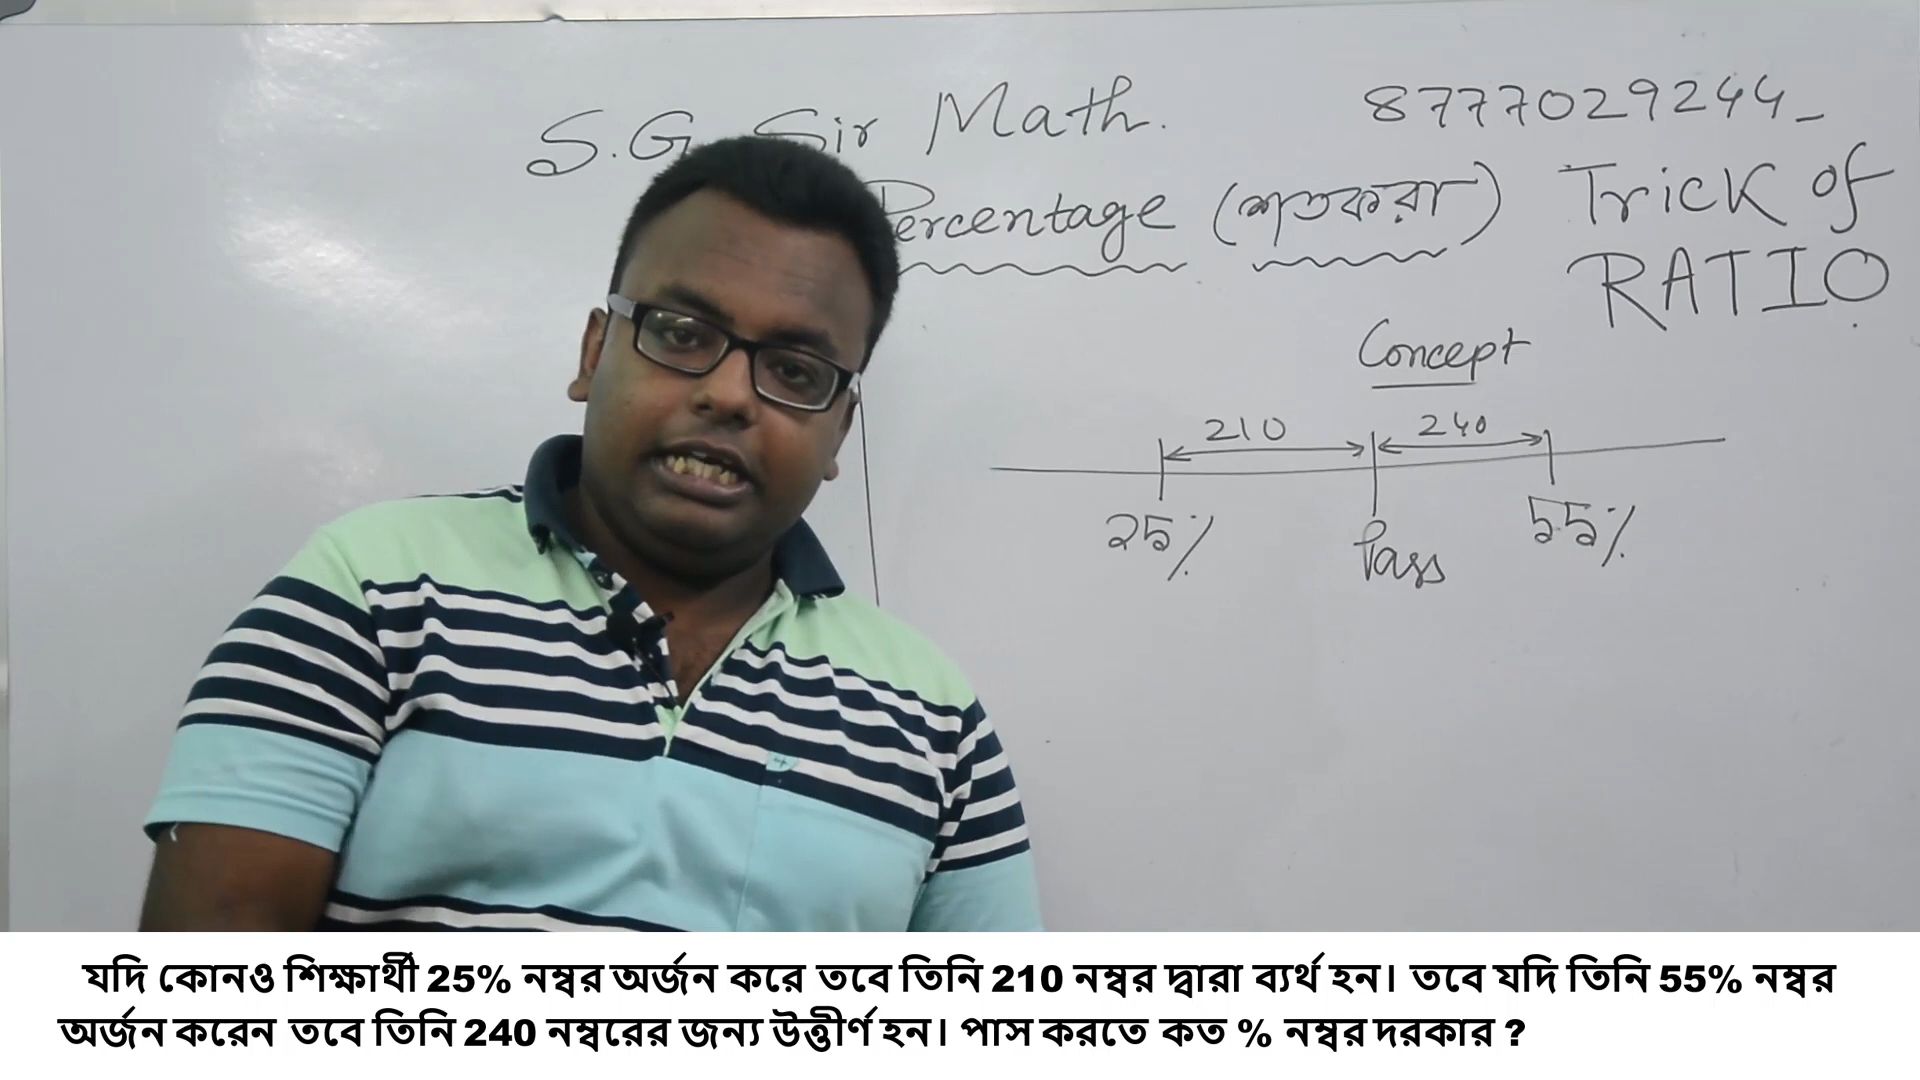 S.G. Sir Math.
8777029244
Percentage (শতকরা)
Trick of
RATIO
Concept
210 240
25% Pass 55%
যদি কোনও শিক্ষার্থী 25% নম্বর অর্জন করে তবে তিনি 210 নম্বর দ্বারা ব্যর্থ হন। তবে যদি তিনি 55% নম্বর
অর্জন করেন তবে তিনি 240 নম্বরের জন্য উত্তীর্ণ হন। পাস করতে কত % নম্বর দরকার ?